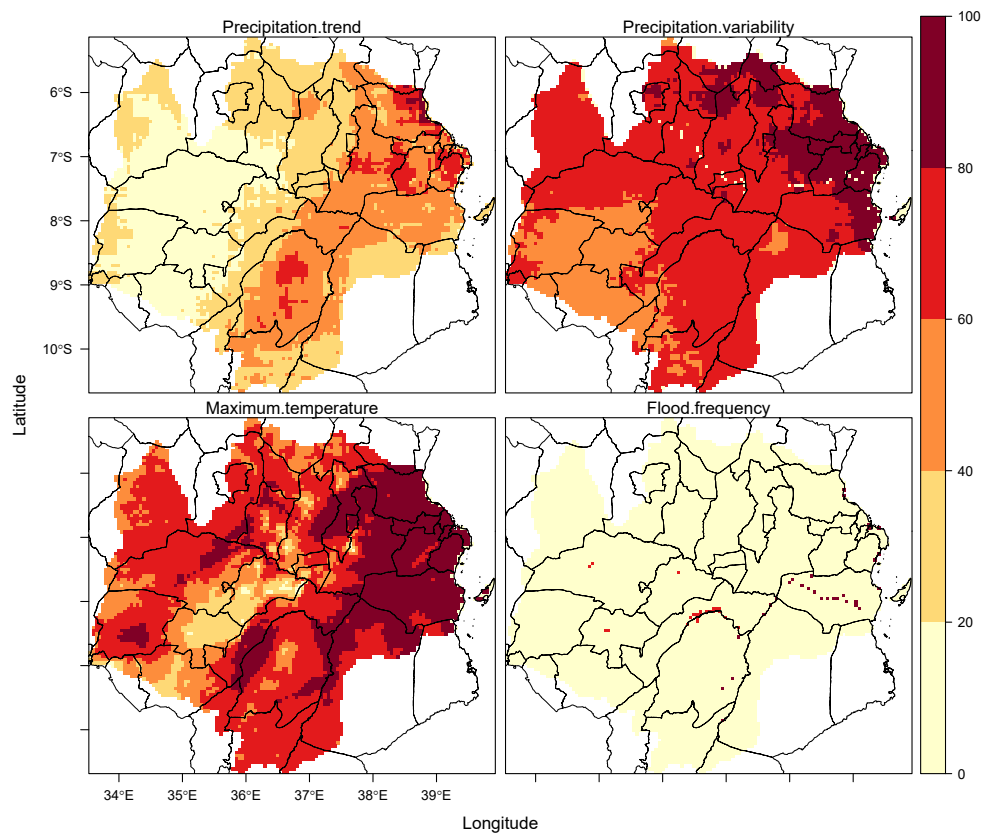 Precipitation.trend
Precipitation.variability
100
80
60
40
20
0
6°S
7°S
8°S
9°S
10°S
Latitude
Maximum.temperature
Flood.frequency
34°E
35°E
36°E
37°E
38°E
39°E
Longitude